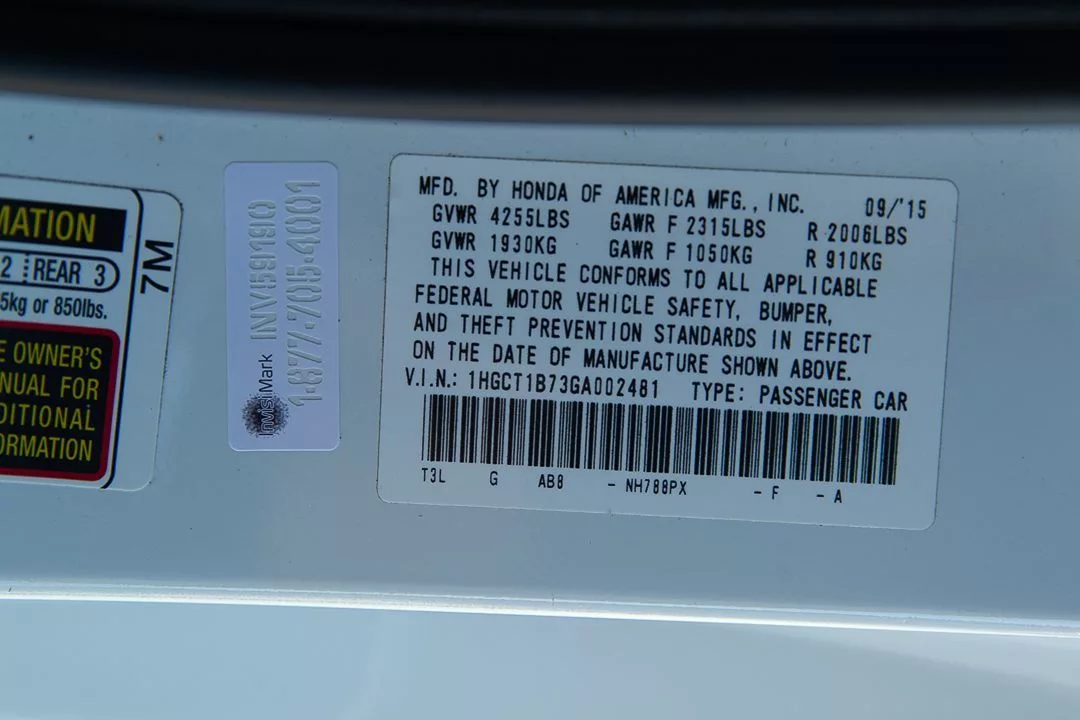 MATION
2 REAR 3
5kg or 850lbs.
E OWNER'S
NUAL FOR
DITIONAL
ORMATION
7M
InvisiMark
INV159190
1-877-705-4001
MFD. BY HONDA OF AMERICA MFG., INC. 09/'15
GVWR 4255LBS GAWR F 2315LBS R 2006LBS
GVWR 1930KG GAWR F 1050KG R 910KG
THIS VEHICLE CONFORMS TO ALL APPLICABLE
FEDERAL MOTOR VEHICLE SAFETY, BUMPER,
AND THEFT PREVENTION STANDARDS IN EFFECT
ON THE DATE OF MANUFACTURE SHOWN ABOVE.
V.I.N.: 1HGCT1B73GA002481 TYPE: PASSENGER CAR
T3L G AB8 - NH788PX - F - A